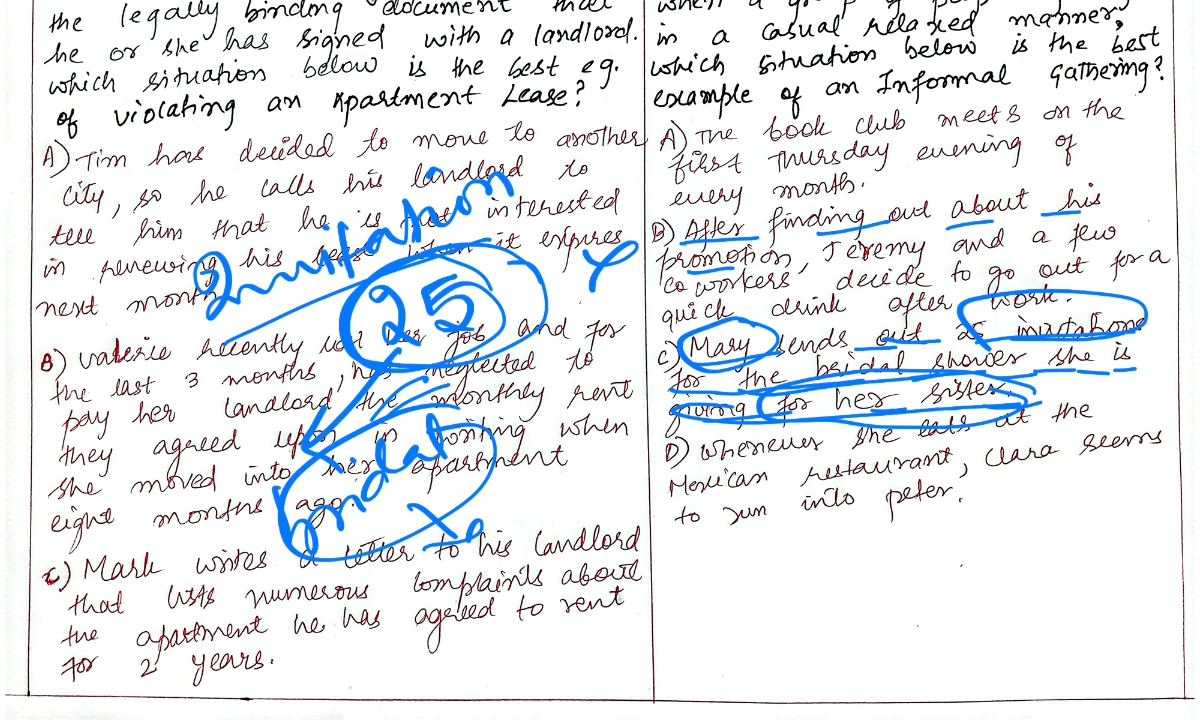 the legally binding document that
he or she has signed with a landlord.
which situation below is the best eg.
of violating an Apartment Lease?
A) Tim has decided to move to another
city, so he calls his landlord to
tell him that he is not interested
in renewing his lease when it expires
next month
B) Valerie recently lost her job and for
the last 3 months, has neglected to
pay her landlord the monthly rent
they agreed upon in writing when
she moved into her apartment
eight months ago.
C) Mark writes a letter to his landlord
that lists numerous complaints about
the apartment he has agreed to rent
for 2 years.
in a casual relaxed manner,
which situation below is the best
example of an Informal Gathering?
A) The book club meets on the
first Thursday evening of
every month.
B) After finding out about his
promotion, Jeremy and a few
co workers decide to go out for a
quick drink after work.
C) Mary sends out 25 invitations
for the bridal shower she is
giving for her sister.
D) whenever she eats at the
Mexican restaurant, Clara seems
to run into peter.
25